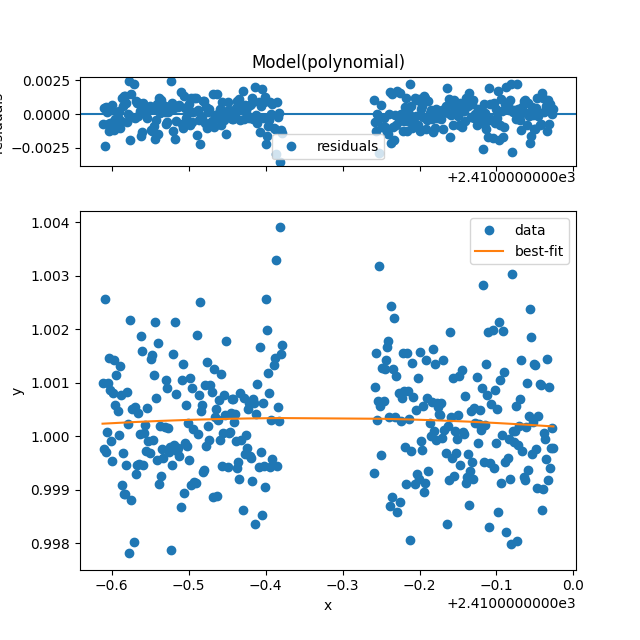 Model(polynomial)
0.0025
0.0000
−0.0025
residuals
residuals
+2.4100000000e3
1.004
1.003
1.002
1.001
1.000
0.999
0.998
y
data
best-fit
−0.6
−0.5
−0.4
−0.3
−0.2
−0.1
0.0
x
+2.4100000000e3